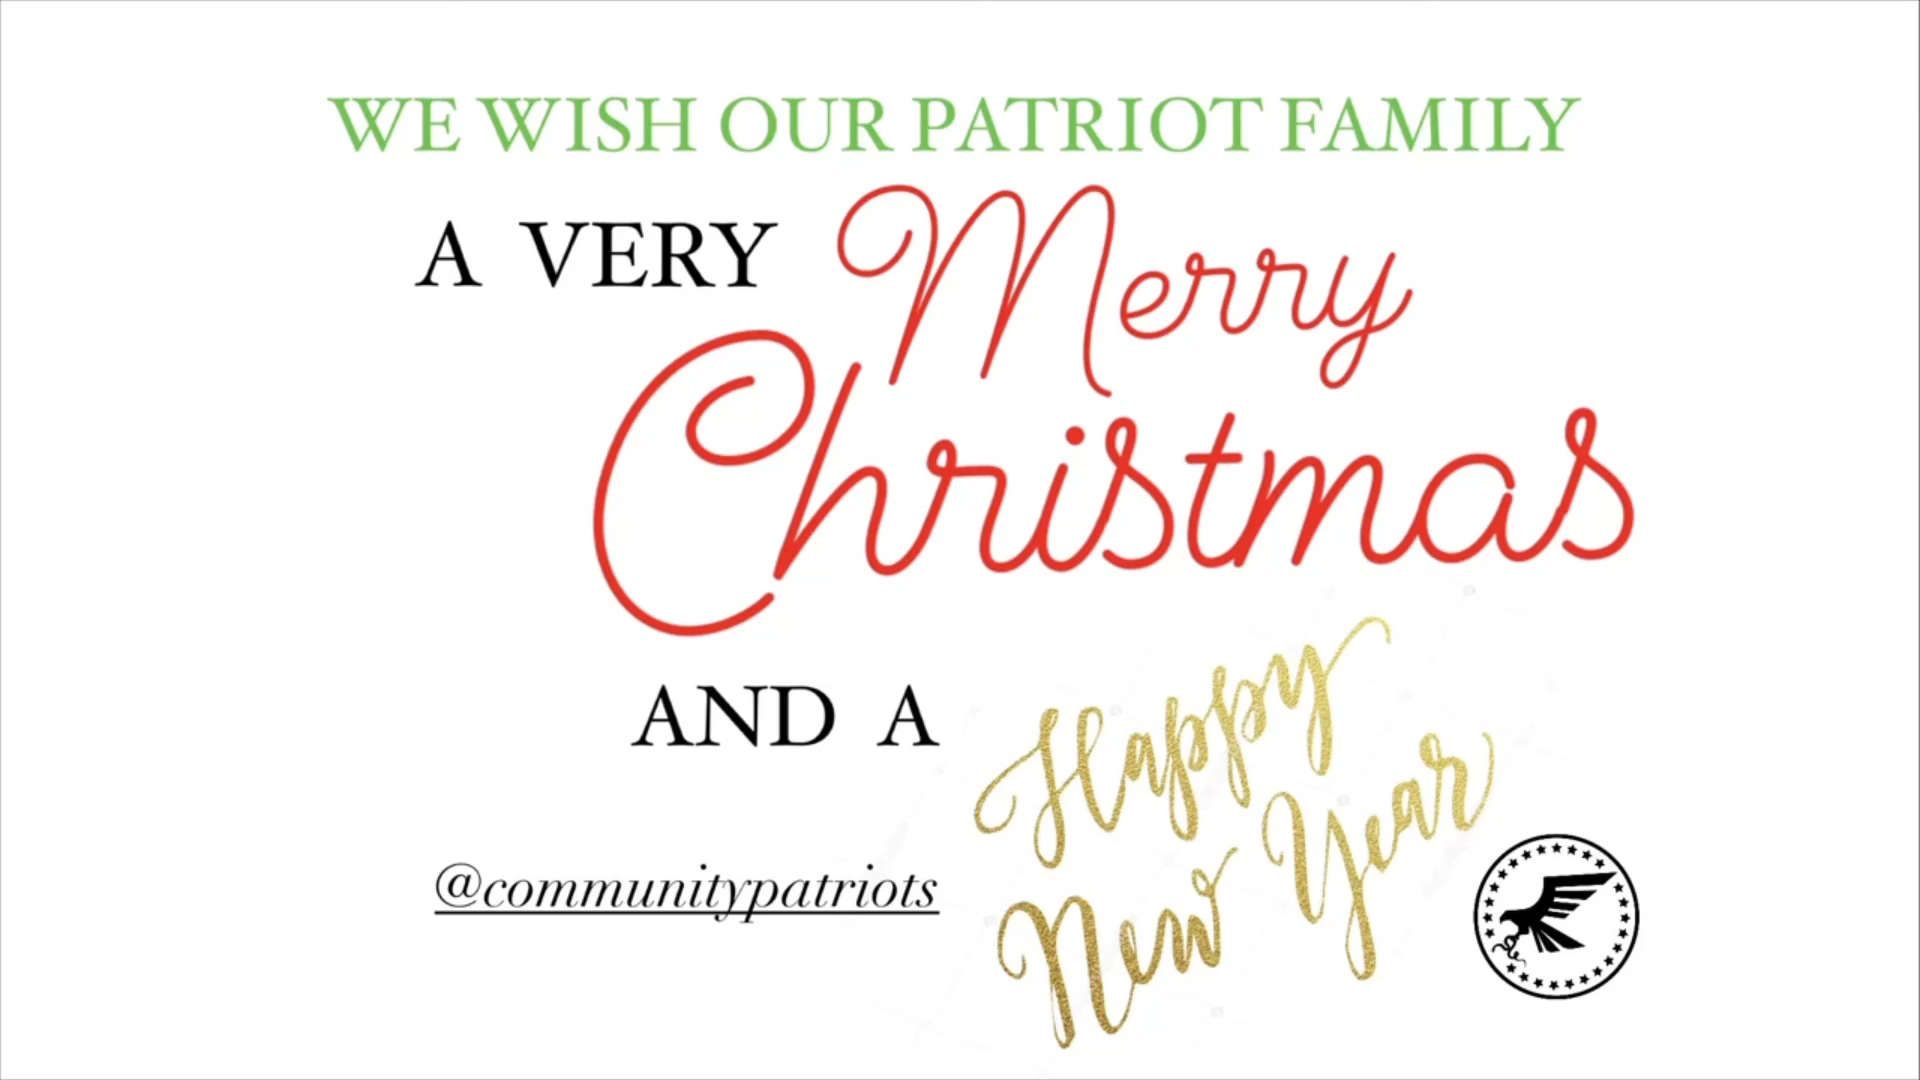 WE WISH OUR PATRIOT FAMILY
A VERY Merry
Christmas
AND A Happy
New Year
@communitypatriots